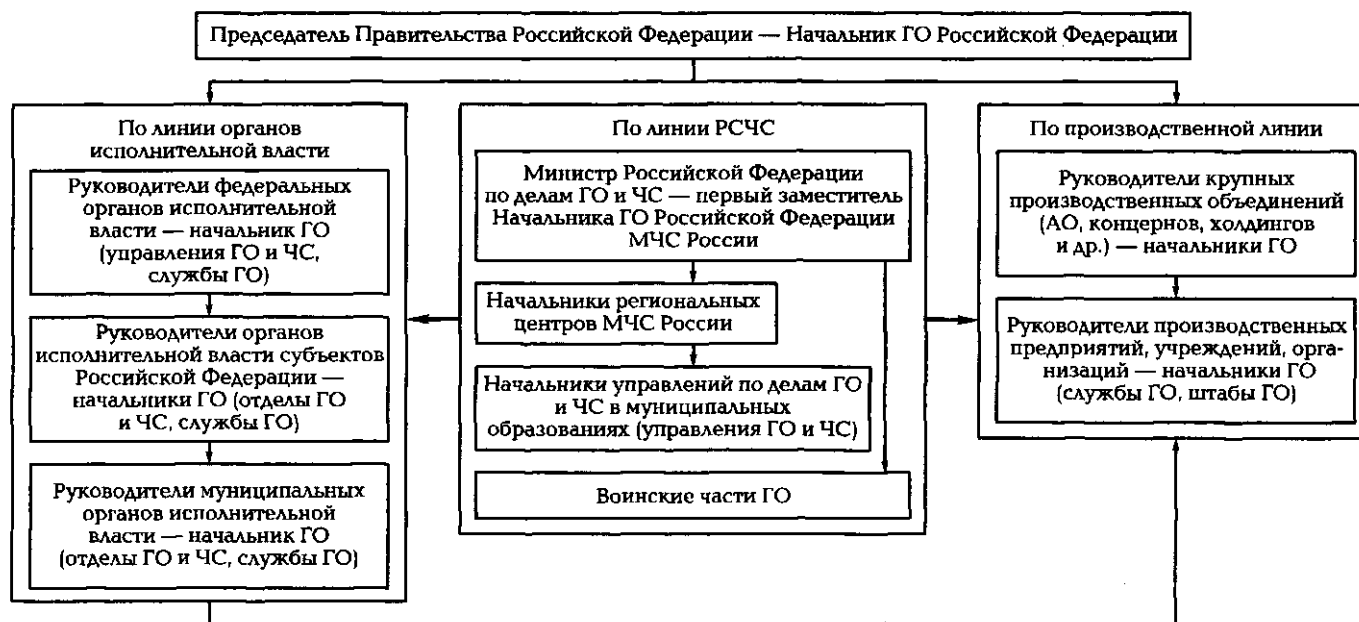 Председатель Правительства Российской Федерации — Начальник ГО Российской Федерации
По линии органов
исполнительной власти
Руководители федеральных
органов исполнительной
власти — начальник ГО
(управления ГО и ЧС,
службы ГО)
Руководители органов
исполнительной власти субъектов
Российской Федерации —
начальники ГО (отделы ГО
и ЧС, службы ГО)
Руководители муниципальных
органов исполнительной
власти — начальник ГО
(отделы ГО и ЧС, службы ГО)
По линии РСЧС
Министр Российской Федерации
по делам ГО и ЧС — первый заместитель
Начальника ГО Российской Федерации
МЧС России
Начальники региональных
центров МЧС России
Начальники управлений по делам ГО
и ЧС в муниципальных
образованиях (управления ГО и ЧС)
Воинские части ГО
По производственной линии
Руководители крупных
производственных объединений
(АО, концернов, холдингов
и др.) — начальники ГО
Руководители производственных
предприятий, учреждений, орга-
низаций — начальники ГО
(службы ГО, штабы ГО)